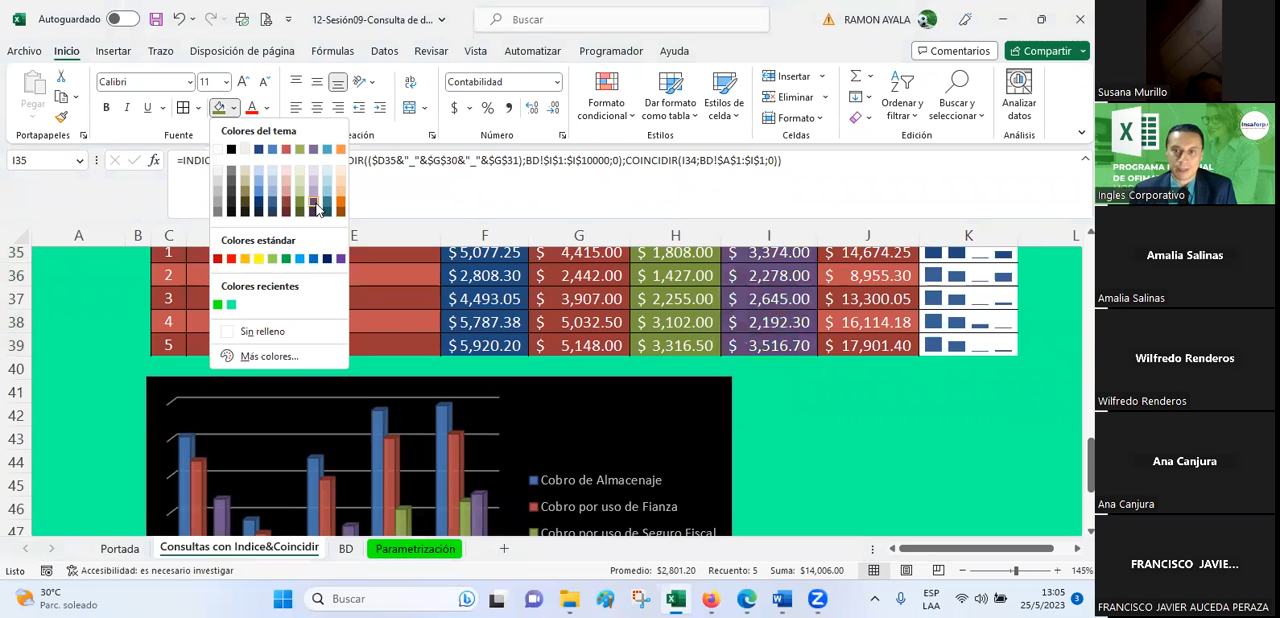 Autoguardado
12-Sesión09-Consulta de d...
Buscar
RAMON AYALA
Archivo Inicio Insertar Trazo Disposición de página Fórmulas Datos Revisar Vista Automatizar Programador Ayuda
Comentarios Compartir
Pegar
Calibri 11
Contabilidad
Formato condicional
Dar formato como tabla
Estilos de celda
Insertar
Eliminar
Formato
Ordenar y filtrar
Buscar y seleccionar
Analizar datos
Portapapeles Fuente Estilos Celdas Edición Análisis
I35
=INDIC
DIR(($D35&"_"&$G$30&"_"&$G$31);BD!$I$1:$I$10000;0);COINCIDIR(I34;BD!$A$1:$I$1;0))
Colores del tema
Colores estándar
Colores recientes
Sin relleno
Más colores...
A B C E F G H I J K L
35 1 $5,077.25 $ 4,415.00 $ 1,808.00 $ 3,374.00 $ 14,674.25
36 2 $2,808.30 $ 2,442.00 $ 1,427.00 $ 2,278.00 $ 8,955.30
37 3 $4,493.05 $ 3,907.00 $ 2,255.00 $ 2,645.00 $ 13,300.05
38 4 $5,787.38 $ 5,032.50 $ 3,102.00 $ 2,192.30 $ 16,114.18
39 5 $5,920.20 $ 5,148.00 $ 3,316.50 $ 3,516.70 $ 17,901.40
40
41
42
43
44
45
46
47
Cobro de Almacenaje
Cobro por uso de Fianza
Cobro por uso de Seguro Fiscal
Portada Consultas con Indice&Coincidir BD Parametrización
Listo Accesibilidad: es necesario investigar Promedio: $2,801.20 Recuento: 5 Suma: $14,006.00 145%
30°C
Parc. soleado
Buscar
ESP
LAA
13:05
25/5/2023
3
Susana Murillo
Insaforp
PROGRAMA
DE OFIMA
Ingles Corporativo
Amalia Salinas
Amalia Salinas
Wilfredo Renderos
Wilfredo Renderos
Ana Canjura
Ana Canjura
FRANCISCO JAVIE...
FRANCISCO JAVIER AUCEDA PERAZA